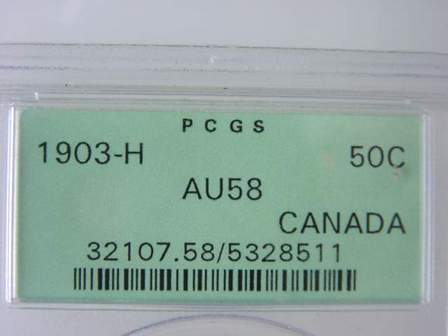 PCGS
1903-H 50C
AU58
CANADA
32107.58/5328511